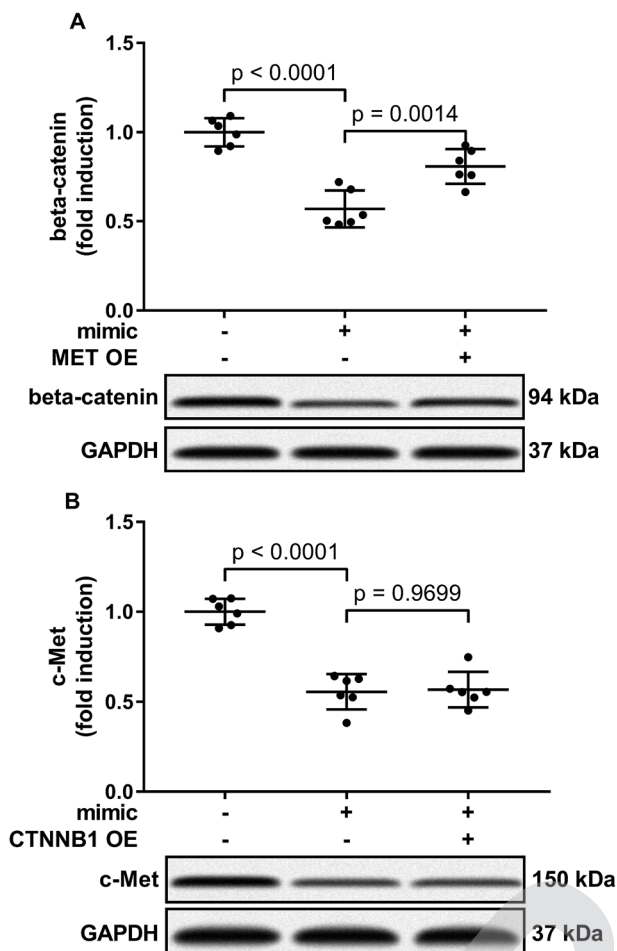 A
1.5
1.0
0.5
0.0
beta-catenin
(fold induction)
p < 0.0001
p = 0.0014
mimic - + +
MET OE - - +
beta-catenin 94 kDa
GAPDH 37 kDa
B
1.5
1.0
0.5
0.0
c-Met
(fold induction)
p < 0.0001
p = 0.9699
mimic - + +
CTNNB1 OE - - +
c-Met 150 kDa
GAPDH 37 kDa